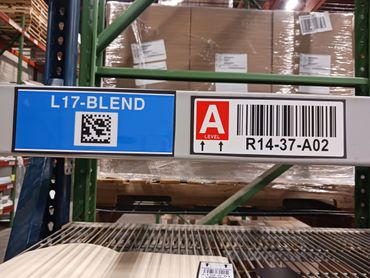 L17-BLEND
A
LEVEL
R14-37-A02